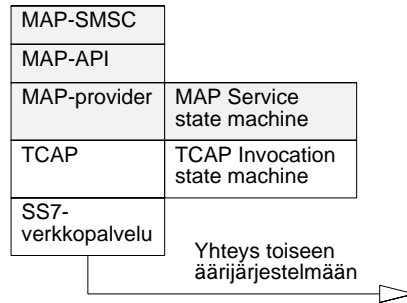 MAP-SMSC
MAP-API
MAP-provider
MAP Service
state machine
TCAP
TCAP Invocation
state machine
SS7-
verkkopalvelu
Yhteys toiseen
äärijärjestelmään